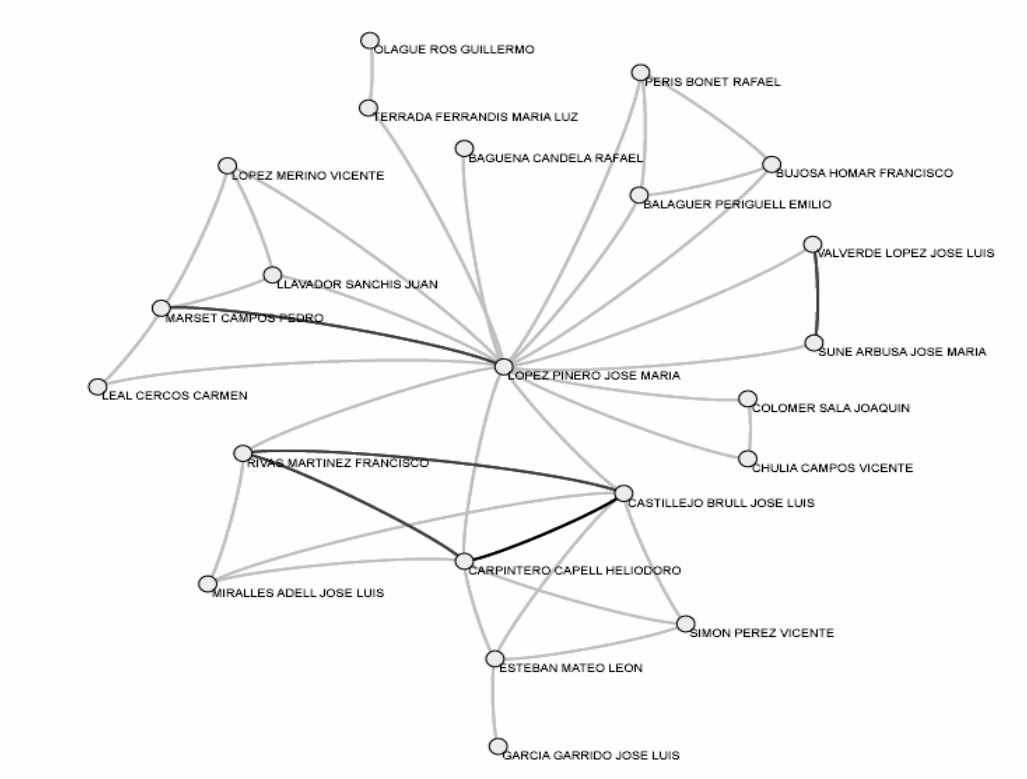 OLAGUE ROS GUILLERMO
PERIS BONET RAFAEL
TERRADA FERRANDIS MARIA LUZ
BAGUENA CANDELA RAFAEL
LOPEZ MERINO VICENTE
BUJOSA HOMAR FRANCISCO
BALAGUER PERIGUELL EMILIO
VALVERDE LOPEZ JOSE LUIS
LLAVADOR SANCHIS JUAN
MARSET CAMPOS PEDRO
SUNE ARBUSA JOSE MARIA
LOPEZ PINERO JOSE MARIA
LEAL CERCOS CARMEN
COLOMER SALA JOAQUIN
RIVAS MARTINEZ FRANCISCO
CHULIA CAMPOS VICENTE
CASTILLEJO BRULL JOSE LUIS
CARPINTERO CAPELL HELIODORO
MIRALLES ADELL JOSE LUIS
SIMON PEREZ VICENTE
ESTEBAN MATEO LEON
GARCIA GARRIDO JOSE LUIS